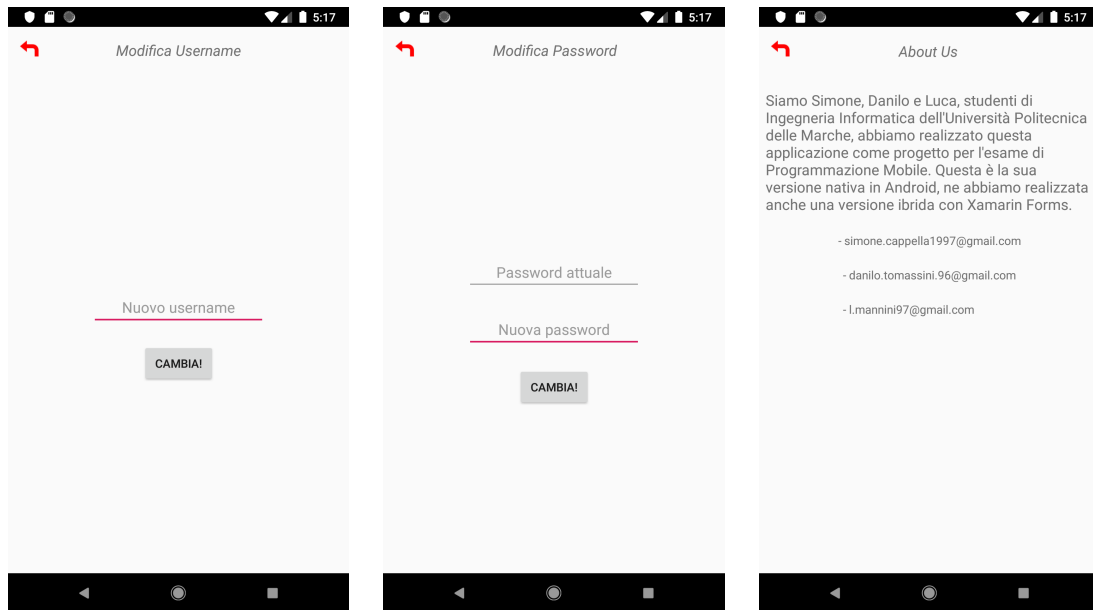 5:17
Modifica Username
Nuovo username
CAMBIA!
5:17
Modifica Password
Password attuale
Nuova password
CAMBIA!
5:17
About Us
Siamo Simone, Danilo e Luca, studenti di
Ingegneria Informatica dell'Università Politecnica
delle Marche, abbiamo realizzato questa
applicazione come progetto per l'esame di
Programmazione Mobile. Questa è la sua
versione nativa in Android, ne abbiamo realizzata
anche una versione ibrida con Xamarin Forms.
- simone.cappella1997@gmail.com
- danilo.tomassini.96@gmail.com
- l.mannini97@gmail.com